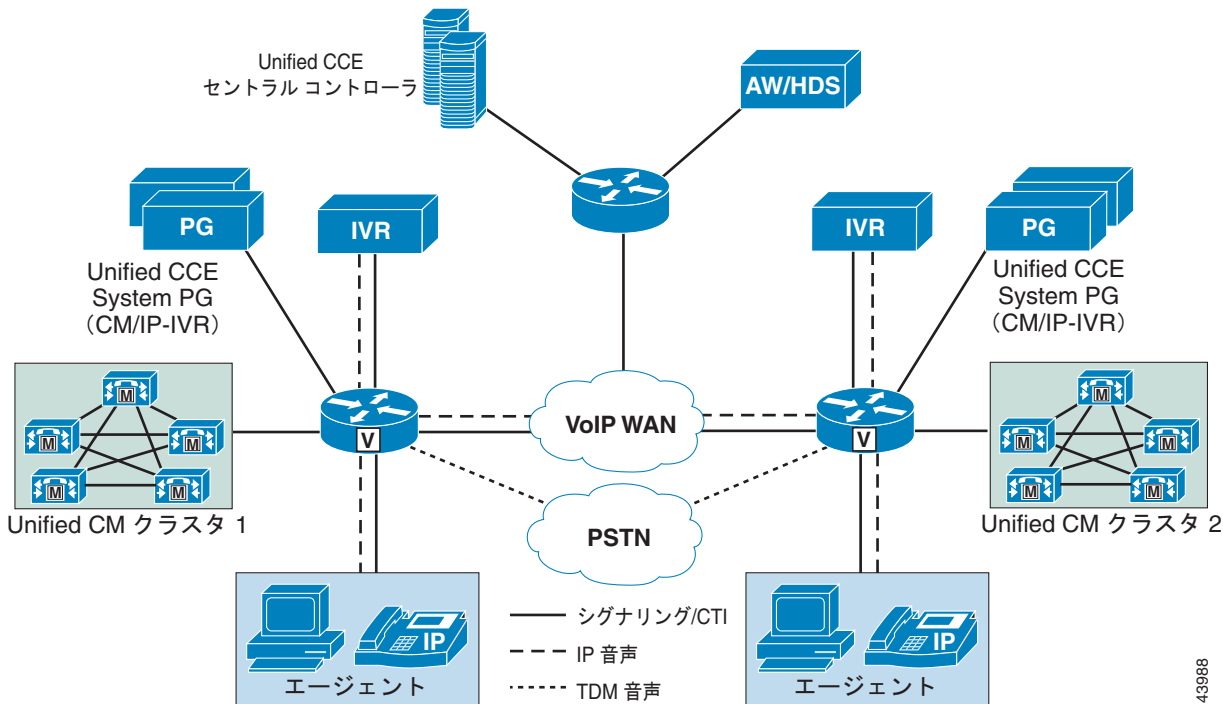 Unified CCE
セントラル コントローラ
AW/HDS
PG
IVR
IVR
PG
Unified CCE
System PG
（CM/IP-IVR）
Unified CCE
System PG
（CM/IP-IVR）
M
M
M
M
M
V
VoIP WAN
V
M
M
M
M
M
Unified CM クラスタ 1
PSTN
Unified CM クラスタ 2
IP
エージェント
シグナリング/CTI
IP 音声
TDM 音声
IP
エージェント
43988